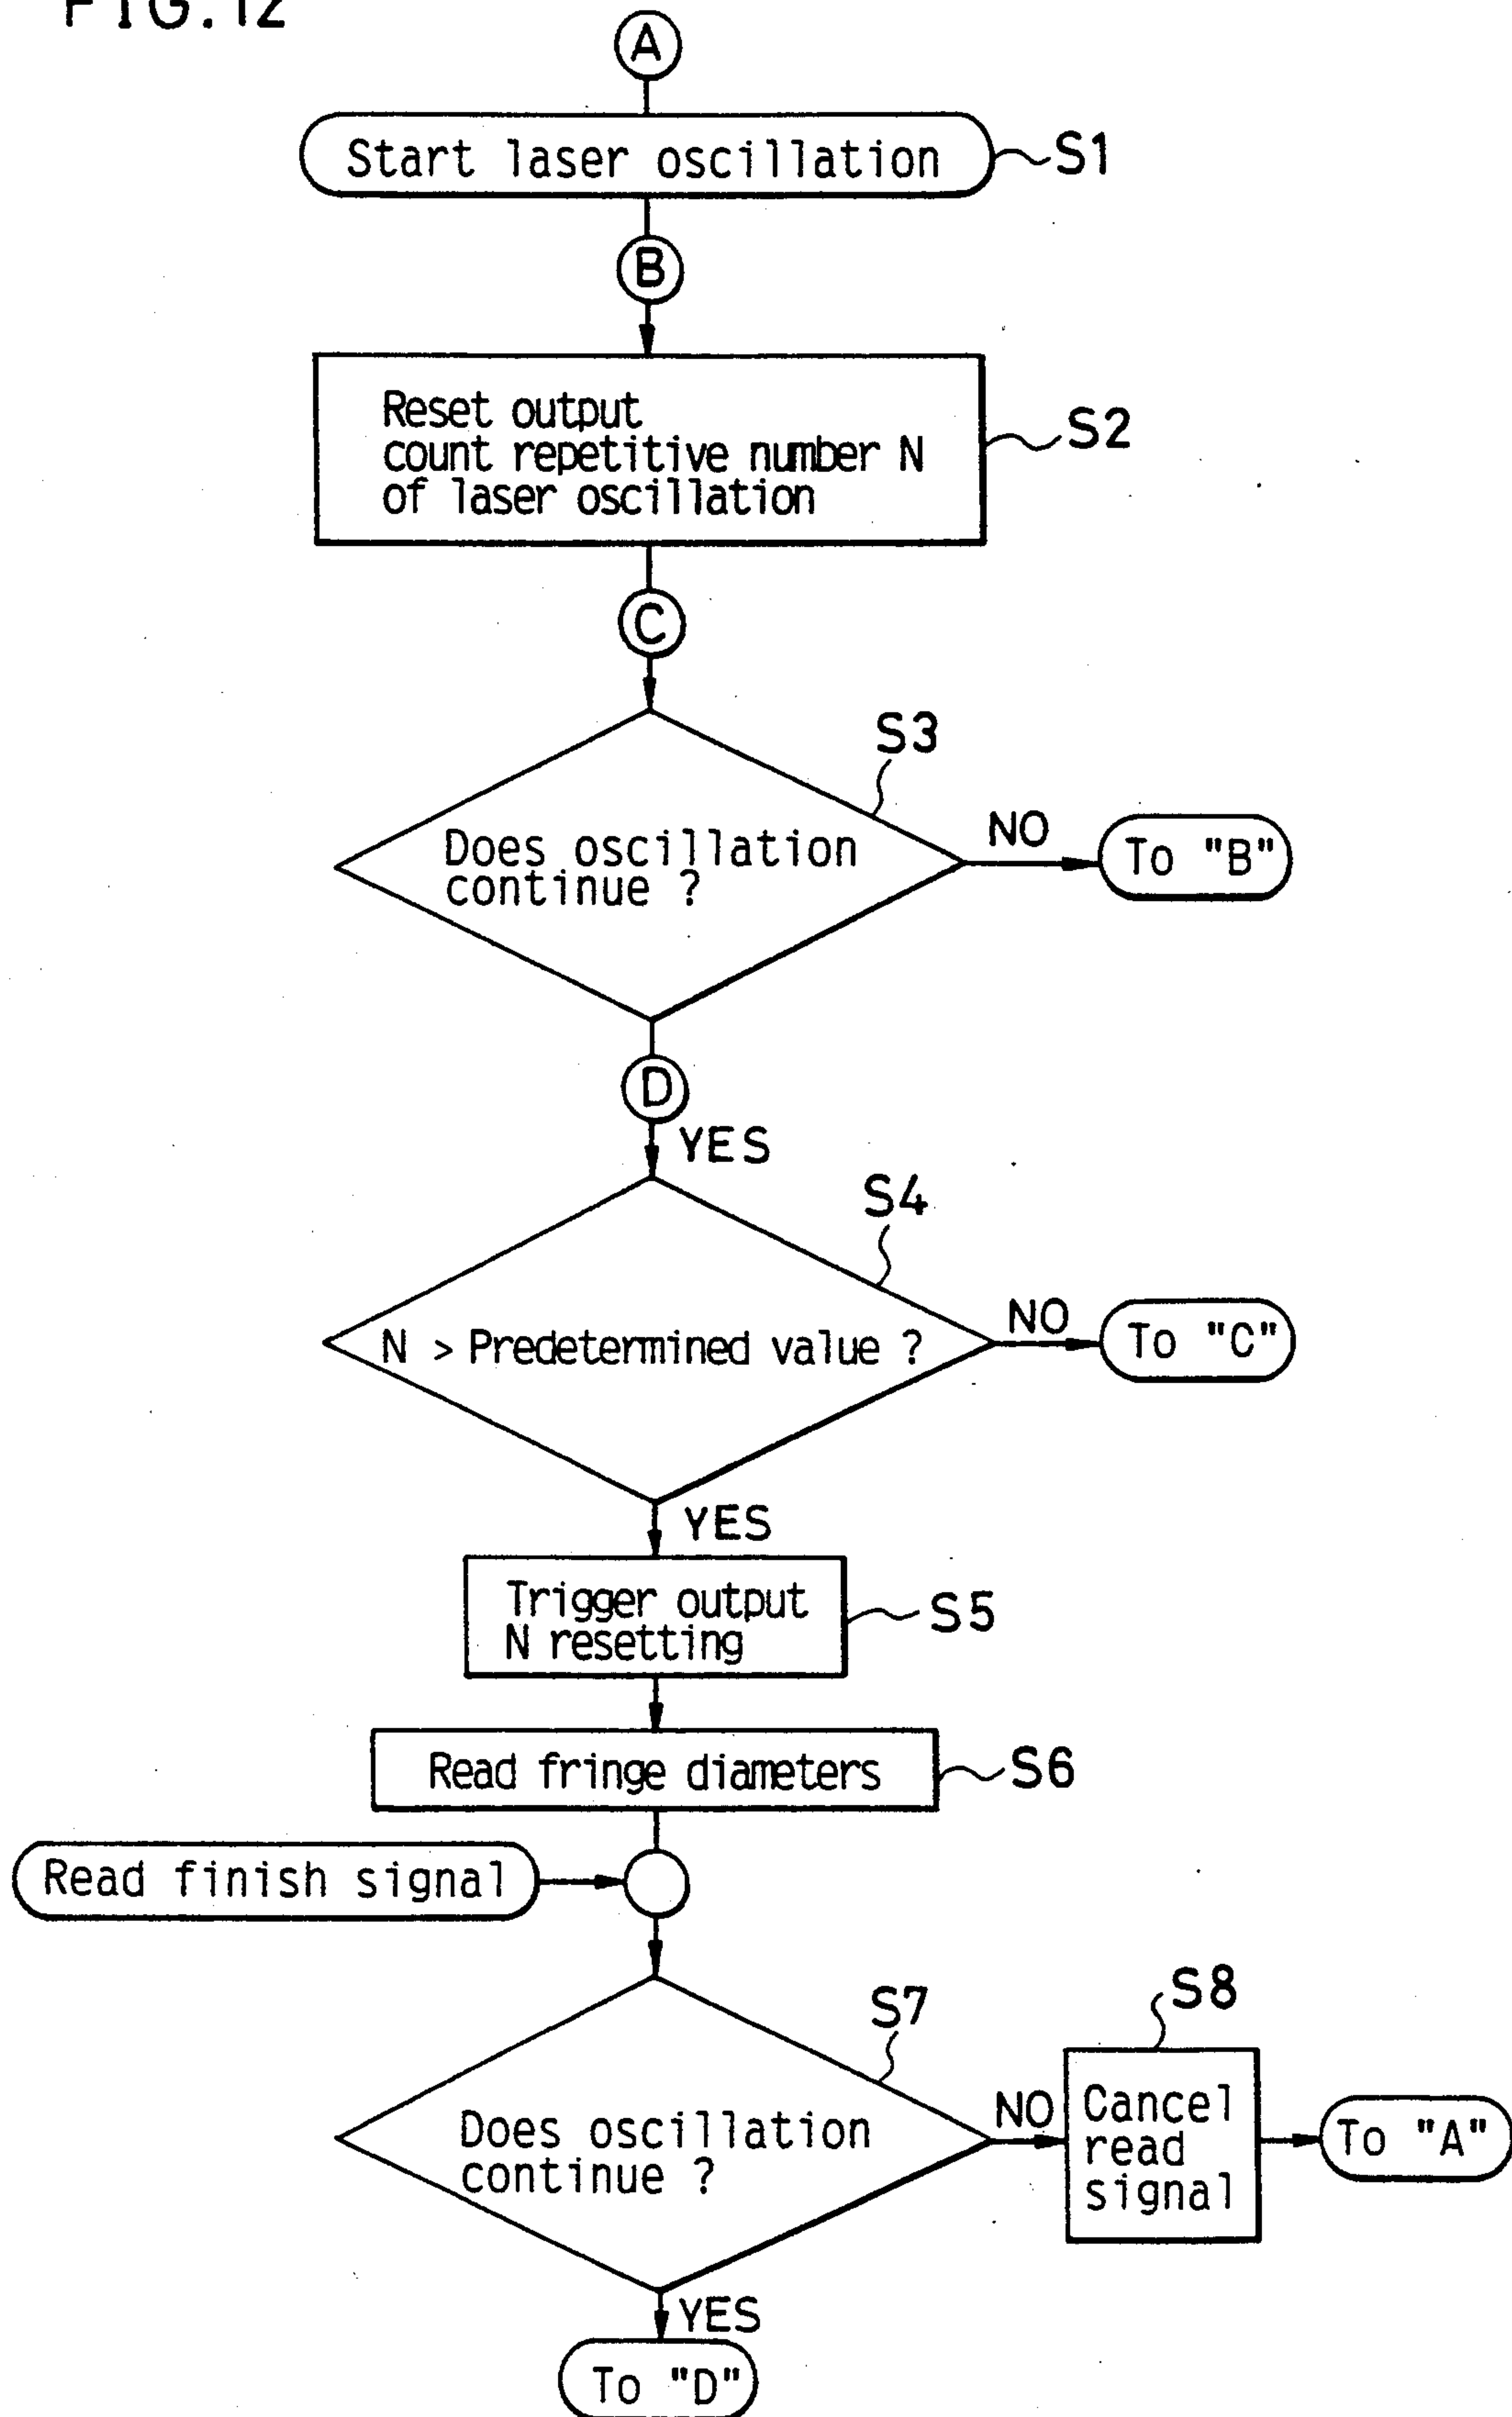 FIG.12
A
Start laser oscillation
S1
B
Reset output
count repetitive number N
of laser oscillation
S2
C
S3
Does oscillation
continue ?
NO
To "B"
D
YES
S4
N > Predetermined value ?
NO
To "C"
YES
Trigger output
N resetting
S5
Read fringe diameters
S6
Read finish signal
S7
Does oscillation
continue ?
NO
S8
Cancel
read
signal
To "A"
YES
To "D"